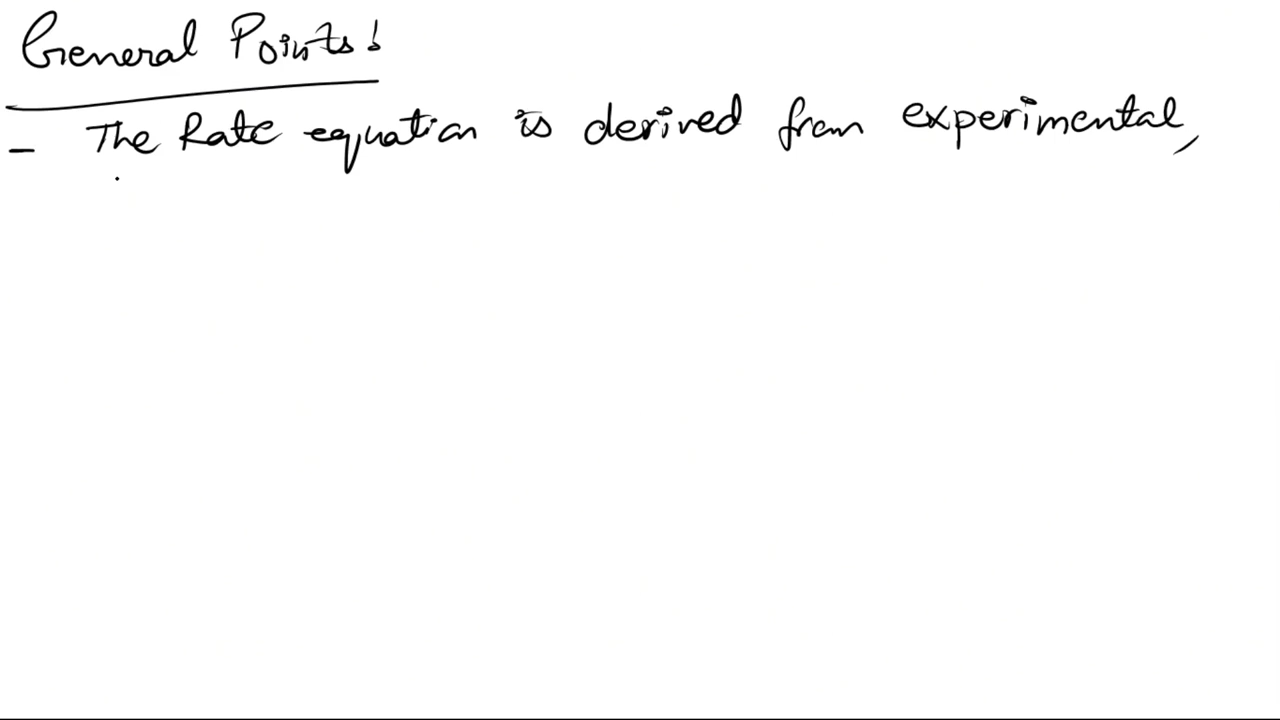 General Points!
- The Rate equation is derived from experimental,